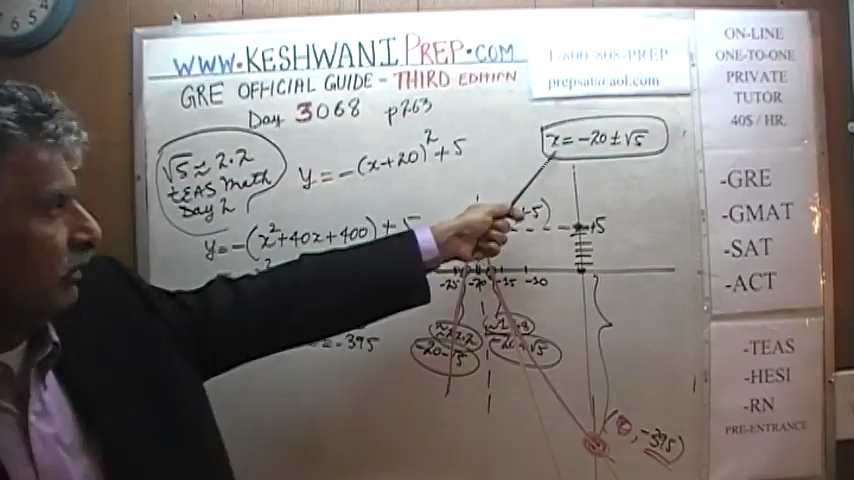 WWW.KESHWANIPREP.COM
1-800-808-PREP
prepsat@aol.com
GRE OFFICIAL GUIDE - THIRD EDITION
Day 3068 p263
√5 ≈ 2.2
tEAS Math
Day 2
y = -(x+20)² + 5
x = -20 ± √5
y = -(x²+40x+400) + 5
+5
-25 -20 -15 -10
-20-√5
-20+√5
= -395
, -395)
ON-LINE
ONE-TO-ONE
PRIVATE
TUTOR
40$ / HR.
-GRE
-GMAT
-SAT
-ACT
-TEAS
-HESI
-RN
PRE-ENTRANCE